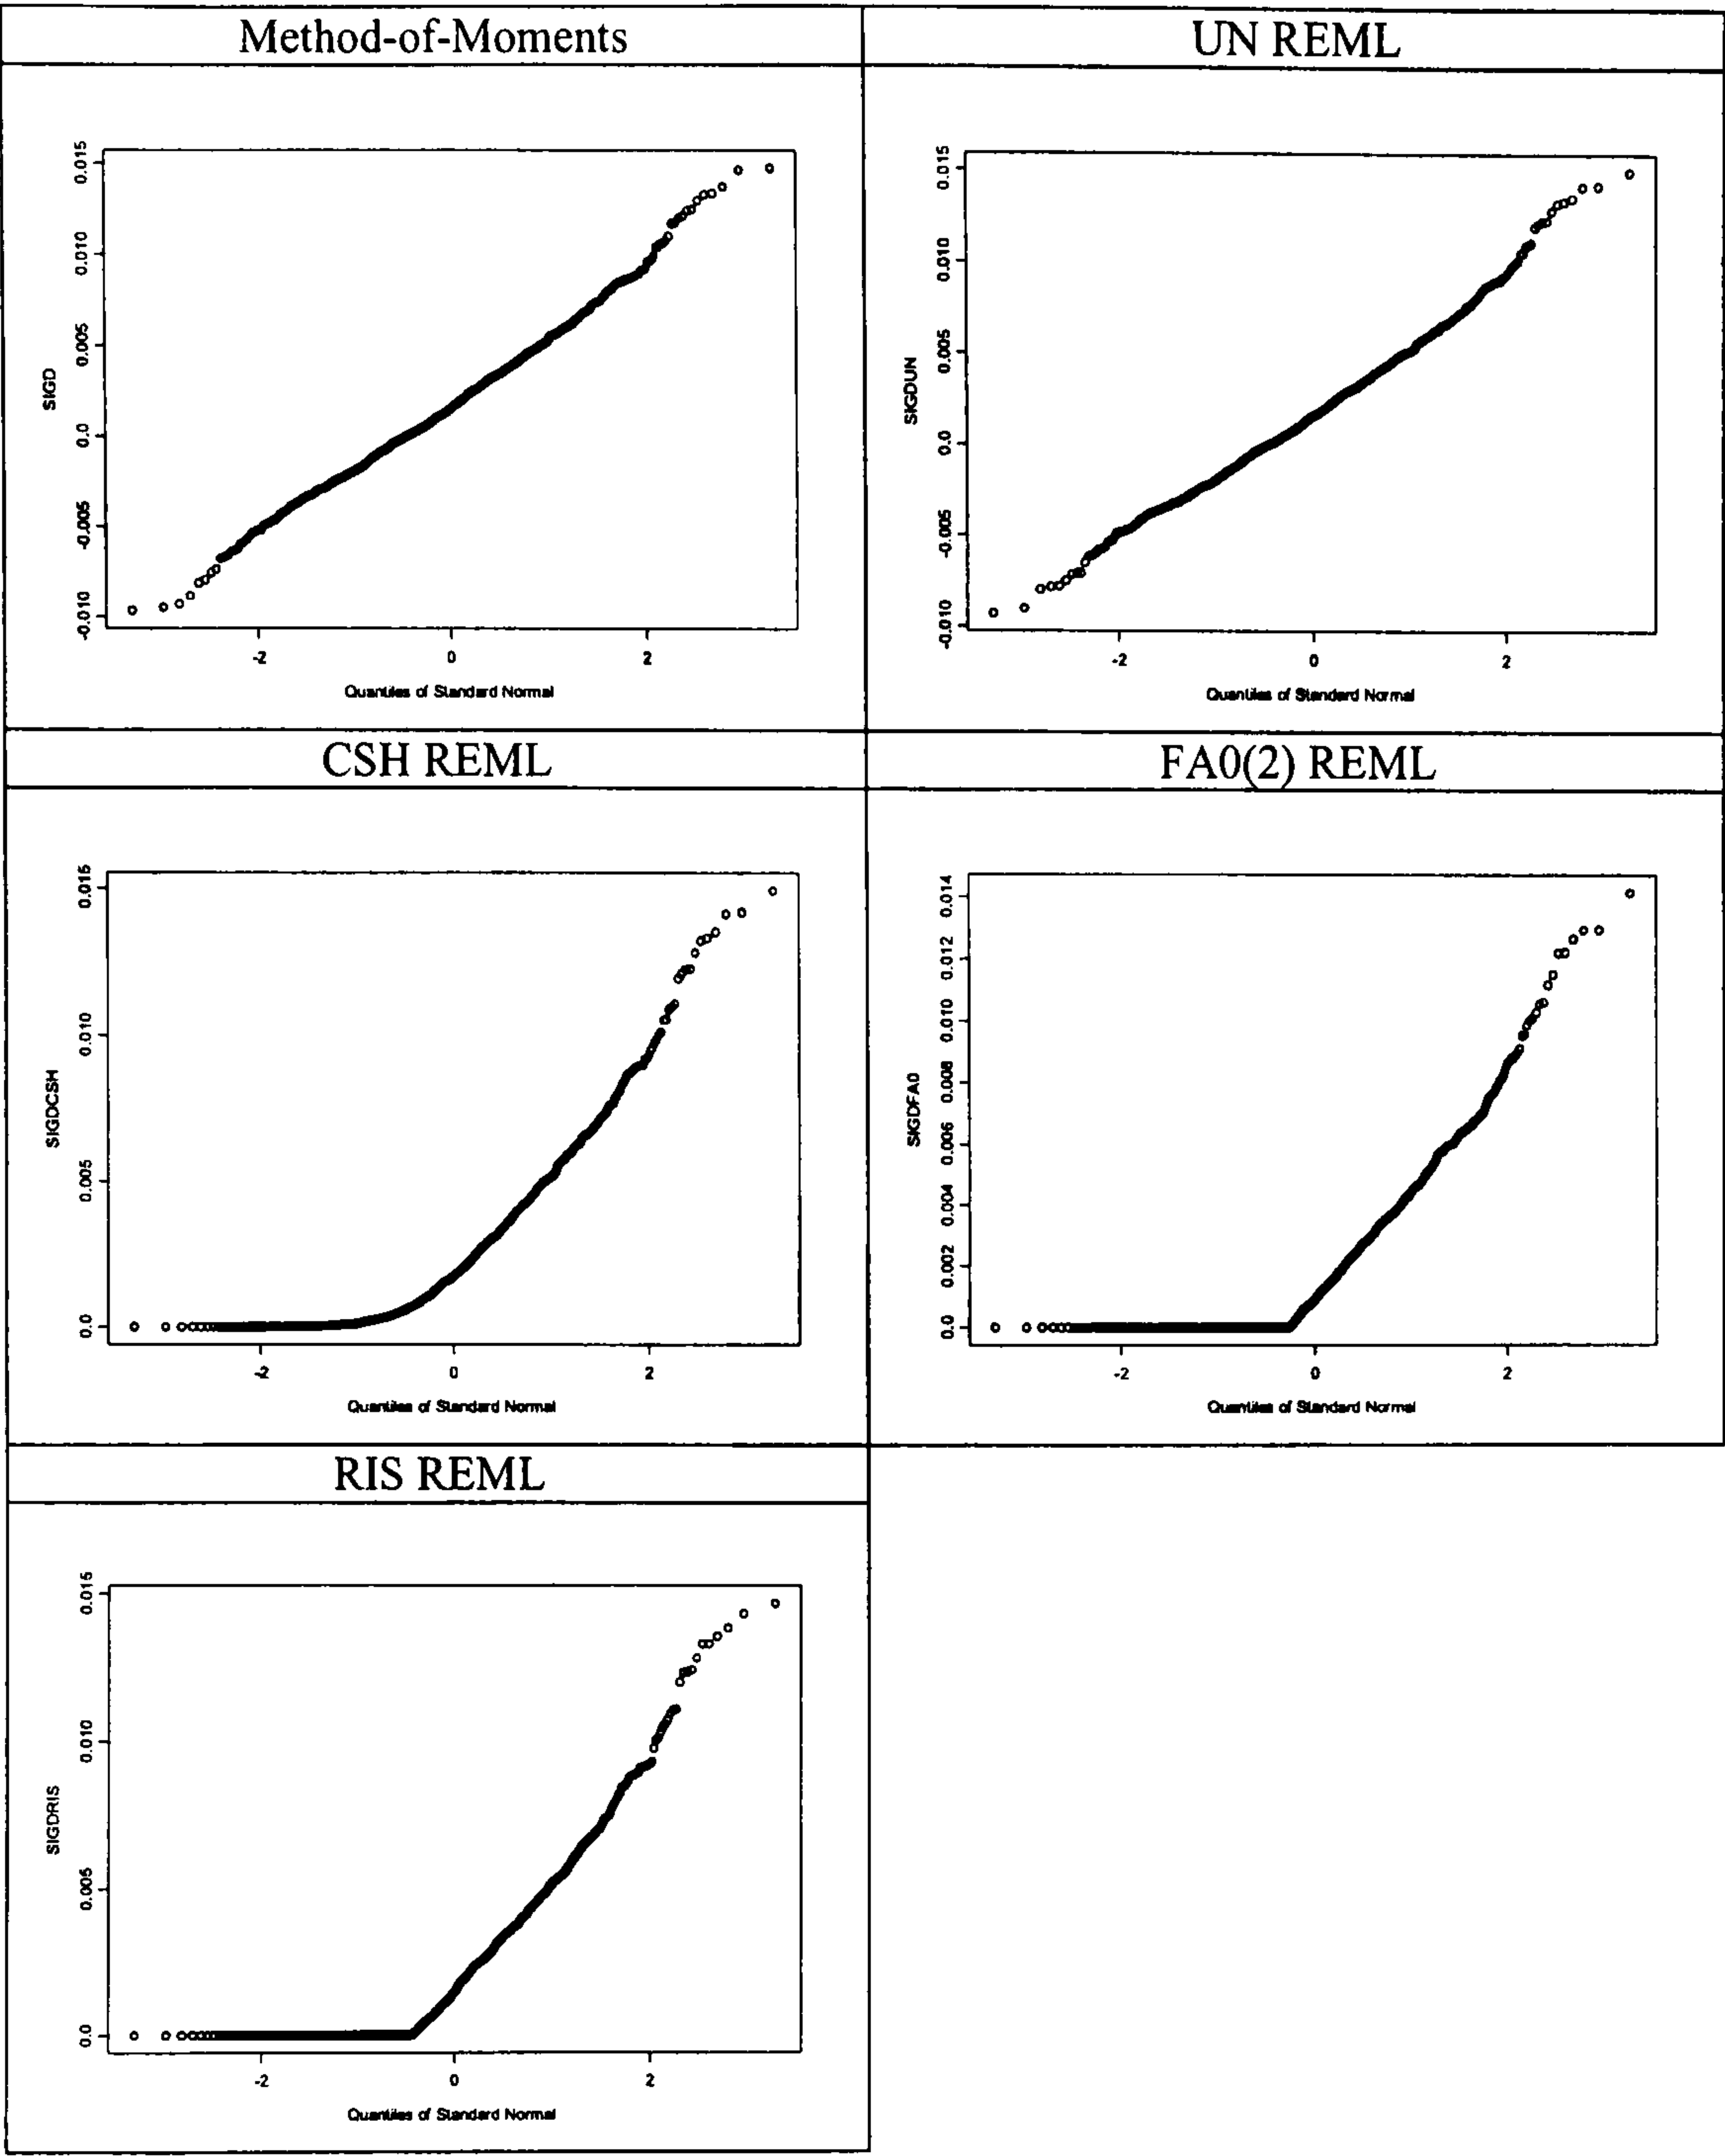 Method-of-Moments
UN REML
0.015
0.010
0.005
0.0
-0.005
-0.010
SIGD
-2
0
2
Quantiles of Standard Normal
0.015
0.010
0.005
0.0
-0.005
-0.010
SIGDUN
-2
0
2
Quantiles of Standard Normal
CSH REML
FA0(2) REML
0.015
0.010
0.005
0.0
SIGDCSH
-2
0
2
Quantiles of Standard Normal
0.014
0.012
0.010
0.008
0.006
0.004
0.002
0.0
SIGDFA0
-2
0
2
Quantiles of Standard Normal
RIS REML
0.015
0.010
0.005
0.0
SIGDRIS
-2
0
2
Quantiles of Standard Normal